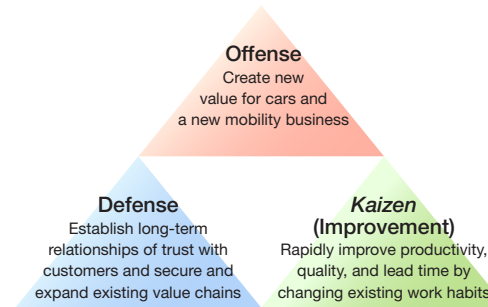 Offense
Create new
value for cars and
a new mobility business
Defense
Establish long-term
relationships of trust with
customers and secure and
expand existing value chains
Kaizen
(Improvement)
Rapidly improve productivity,
quality, and lead time by
changing existing work habits